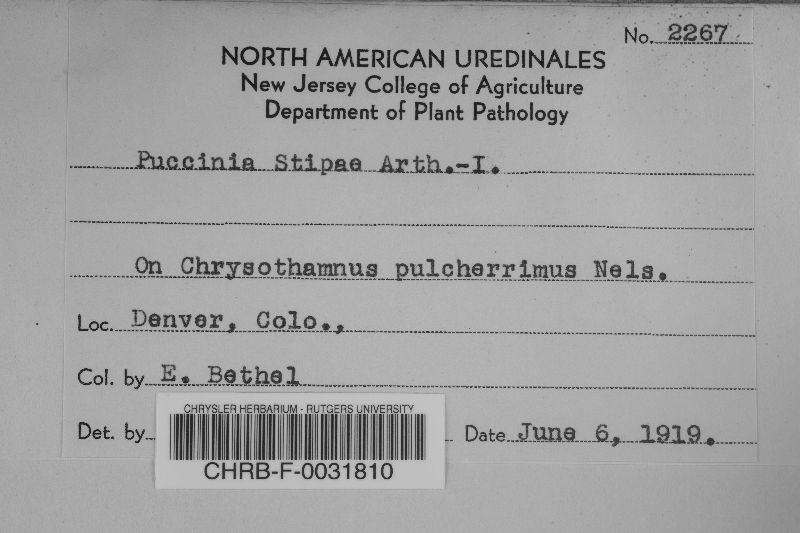 No. 2267
NORTH AMERICAN UREDINALES
New Jersey College of Agriculture
Department of Plant Pathology
Puccinia Stipae Arth.-I.
On Chrysothamnus pulcherrimus Nels.
Loc. Denver, Colo.,
Col. by E. Bethel
Det. by Date June 6, 1919.
CHRYSLER HERBARIUM - RUTGERS UNIVERSITY
CHRB-F-0031810